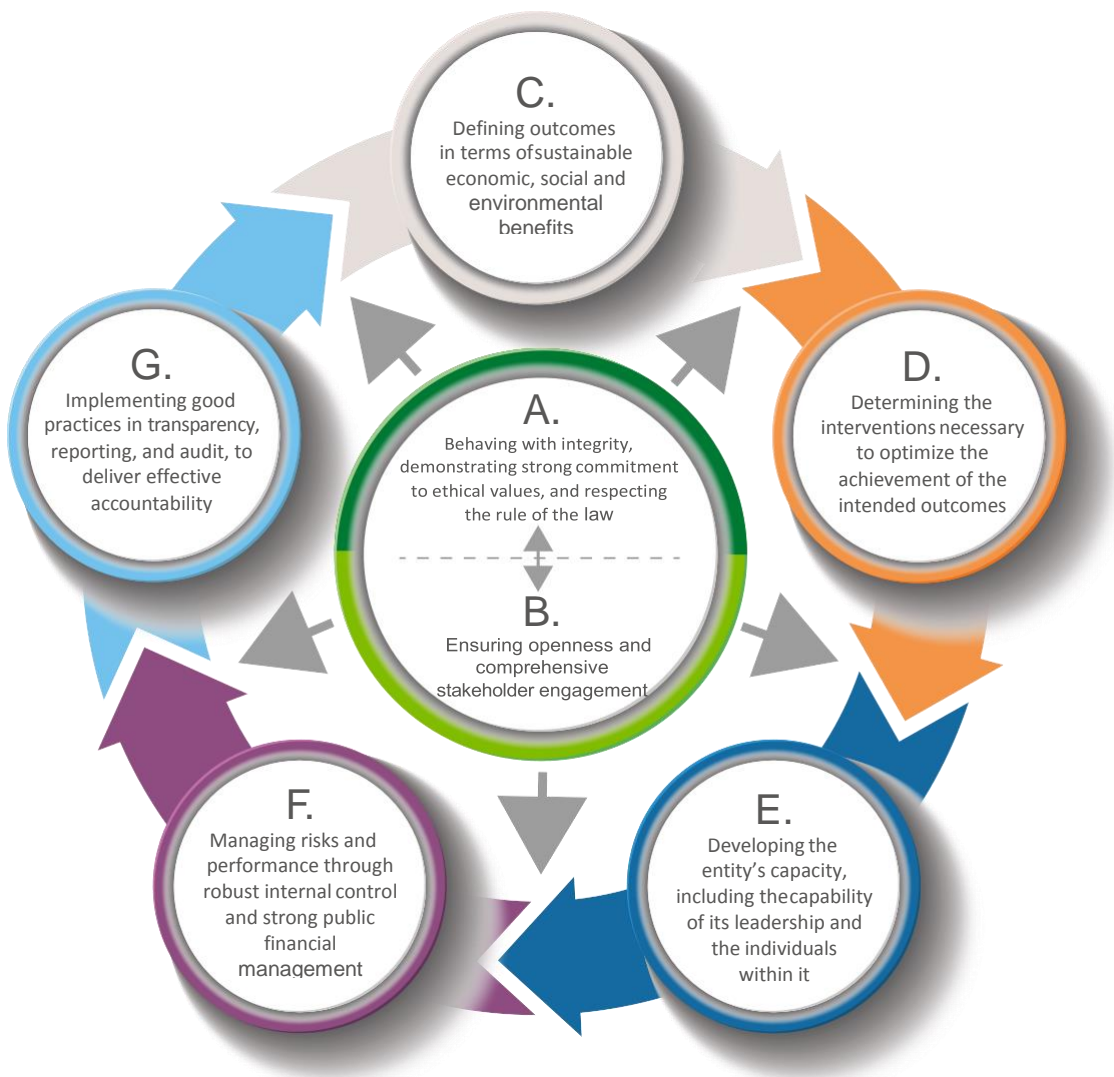 C.
Defining outcomes
in terms ofsustainable
economic, social and
environmental
benefits
G.
Implementing good
practices in transparency,
reporting, and audit, to
deliver effective
accountability
A.
Behaving with integrity,
demonstrating strong commitment
to ethical values, and respecting
the rule of the law
B.
Ensuring openness and
comprehensive
stakeholder engagement
D.
Determining the
interventions necessary
to optimize the
achievement of the
intended outcomes
F.
Managing risks and
performance through
robust internal control
and strong public
financial
management
E.
Developing the
entity’s capacity,
including thecapability
of its leadership and
the individuals
within it